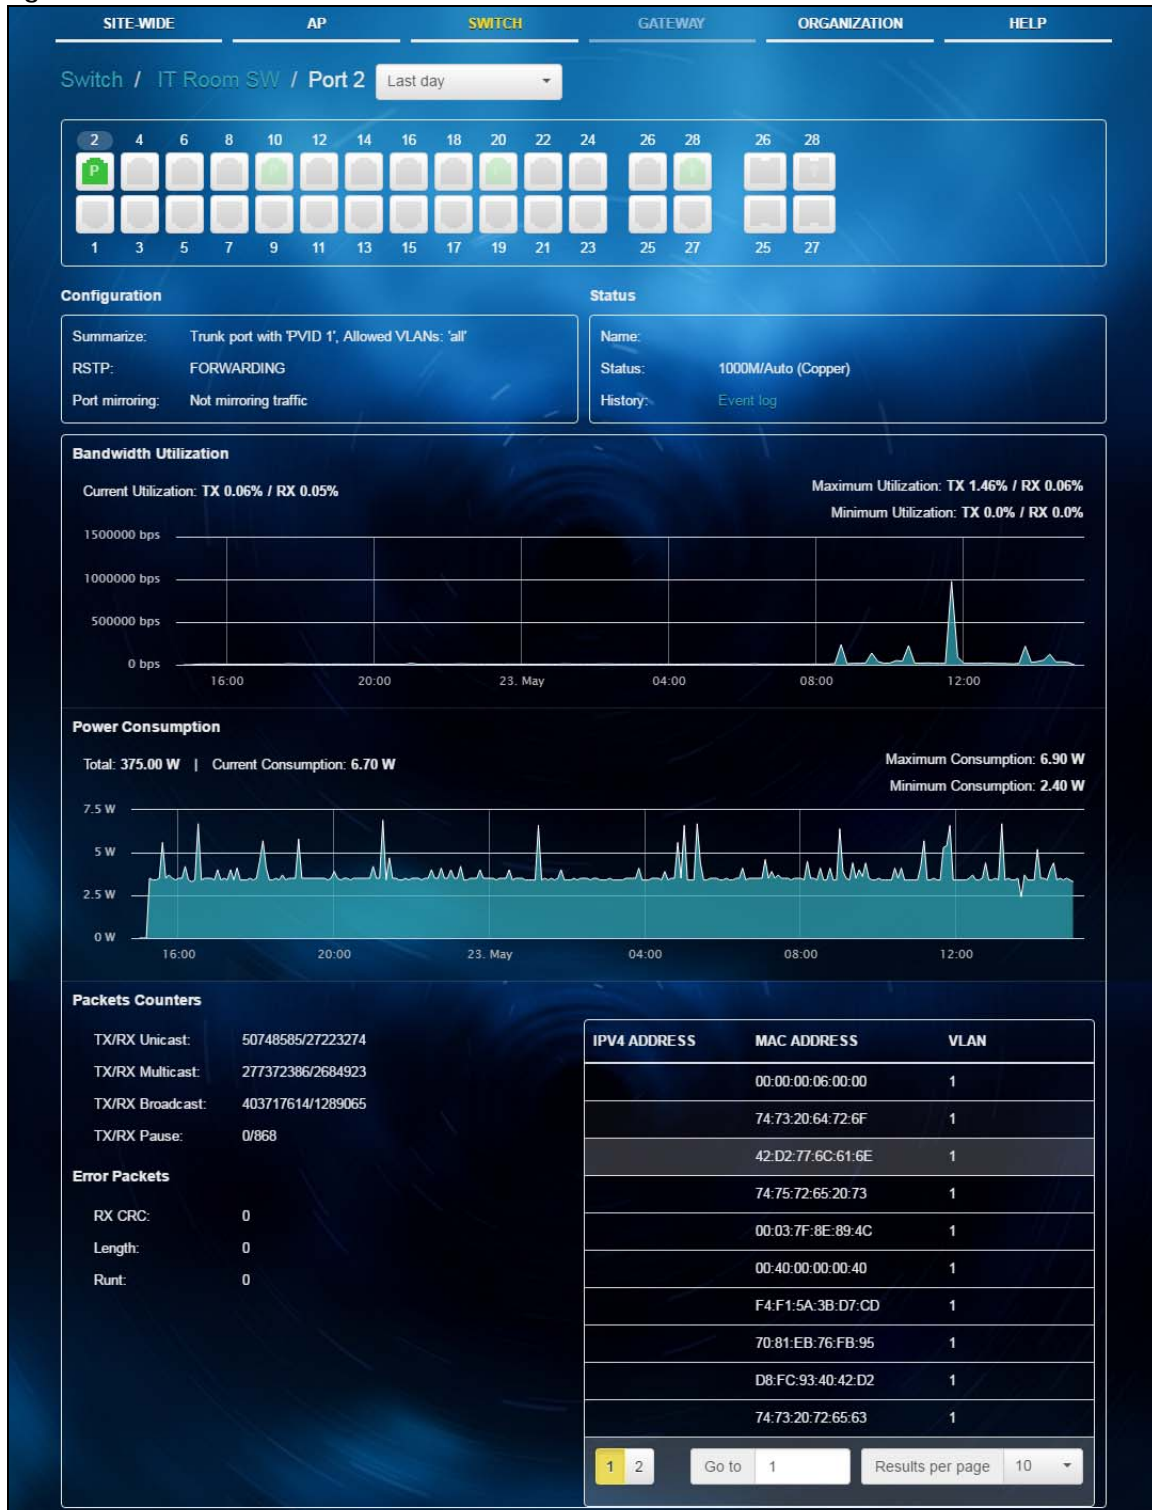 SITE-WIDE AP SWITCH GATEWAY ORGANIZATION HELP
Switch / IT Room SW / Port 2 Last day
2 4 6 8 10 12 14 16 18 20 22 24 26 28 26 28
P
1 3 5 7 9 11 13 15 17 19 21 23 25 27 25 27
Configuration
Summarize: Trunk port with 'PVID 1', Allowed VLANs: 'all'
RSTP: FORWARDING
Port mirroring: Not mirroring traffic
Status
Name:
Status: 1000M/Auto (Copper)
History: Event log
Bandwidth Utilization
Current Utilization: TX 0.06% / RX 0.05%
Maximum Utilization: TX 1.46% / RX 0.06%
Minimum Utilization: TX 0.0% / RX 0.0%
1500000 bps
1000000 bps
500000 bps
0 bps
16:00 20:00 23. May 04:00 08:00 12:00
Power Consumption
Total: 375.00 W | Current Consumption: 6.70 W
Maximum Consumption: 6.90 W
Minimum Consumption: 2.40 W
7.5 W
5 W
2.5 W
0 W
16:00 20:00 23. May 04:00 08:00 12:00
Packets Counters
TX/RX Unicast: 50748585/27223274
TX/RX Multicast: 277372386/2684923
TX/RX Broadcast: 403717614/1289065
TX/RX Pause: 0/868
Error Packets
RX CRC: 0
Length: 0
Runt: 0
IPV4 ADDRESS MAC ADDRESS VLAN
00:00:00:06:00:00 1
74:73:20:64:72:6F 1
42:D2:77:6C:61:6E 1
74:75:72:65:20:73 1
00:03:7F:8E:89:4C 1
00:40:00:00:00:40 1
F4:F1:5A:3B:D7:CD 1
70:81:EB:76:FB:95 1
D8:FC:93:40:42:D2 1
74:73:20:72:65:63 1
1 2 Go to 1 Results per page 10